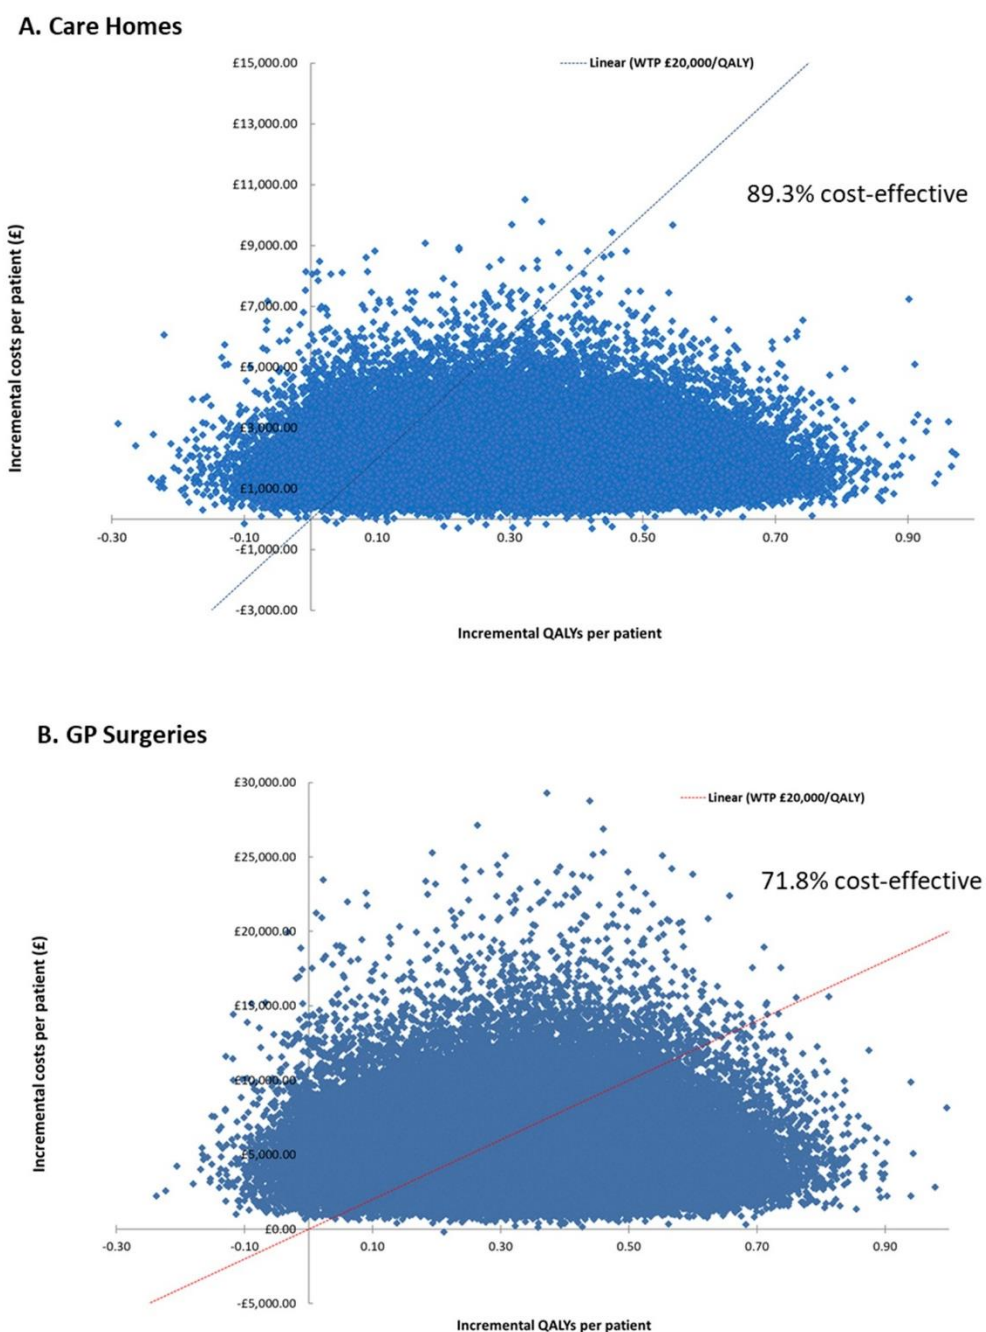 A. Care Homes
£15,000.00
Linear (WTP £20,000/QALY)
£13,000.00
£11,000.00
89.3% cost-effective
£9,000.00
£7,000.00
£5,000.00
£3,000.00
£1,000.00
-0.30 -0.10 0.10 0.30 0.50 0.70 0.90
-£1,000.00
-£3,000.00
Incremental costs per patient (£)
Incremental QALYs per patient
B. GP Surgeries
£30,000.00
Linear (WTP £20,000/QALY)
£25,000.00
71.8% cost-effective
£20,000.00
£15,000.00
£10,000.00
£5,000.00
£0.00
-0.30 -0.10 0.10 0.30 0.50 0.70 0.90
-£5,000.00
Incremental costs per patient (£)
Incremental QALYs per patient